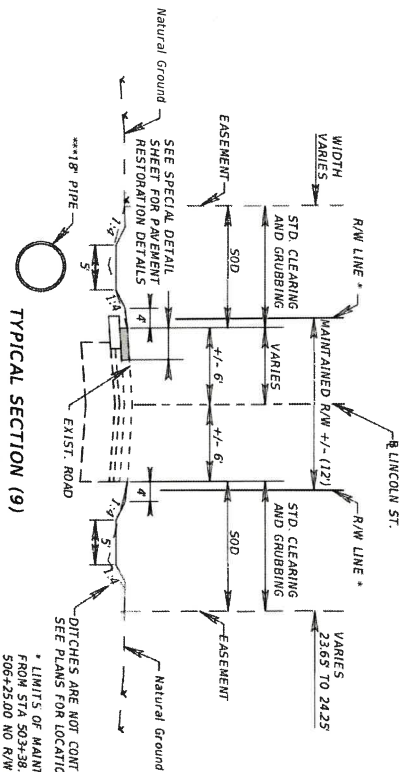 ℄ LINCOLN ST.
WIDTH
VARIES
R/W LINE *
R/W LINE *
VARIES
23.65' TO 24.25'
MAINTAINED R/W +/- (12')
EASEMENT
STD. CLEARING
AND GRUBBING
VARIES
STD. CLEARING
AND GRUBBING
EASEMENT
SOD
+/- 6'
+/- 6'
SOD
SEE SPECIAL DETAIL
SHEET FOR PAVEMENT
RESTORATION DETAILS
Natural Ground
4'
4'
Natural Ground
1:4
5'
1:4
1:4
5'
1:4
EXIST. ROAD
***18" PIPE
DITCHES ARE NOT CONT
SEE PLANS FOR LOCATIO
TYPICAL SECTION (9)
* LIMITS OF MAINT
FROM STA 503+38.
506+25.00 NO R/W